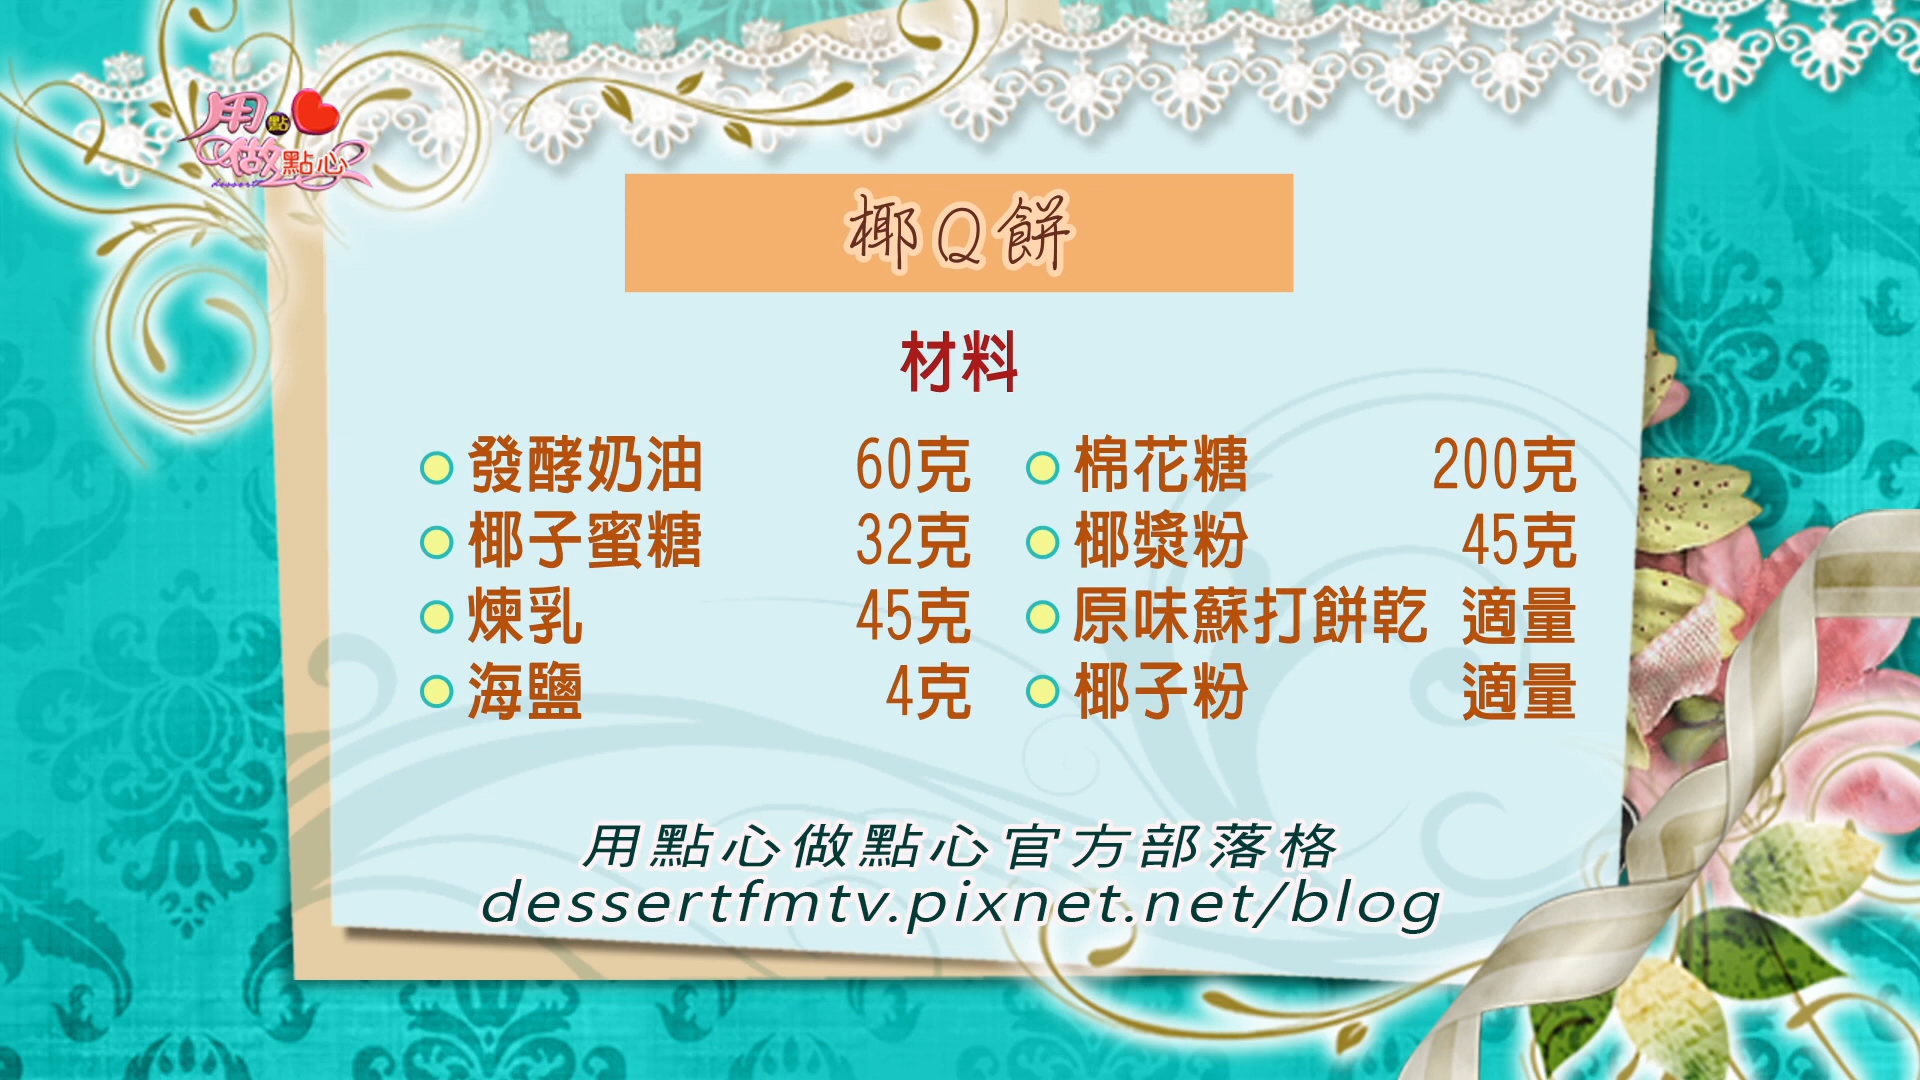 用點心
做點心
dessert
椰Q餅
材料
發酵奶油 60克
椰子蜜糖 32克
煉乳 45克
海鹽 4克
棉花糖 200克
椰漿粉 45克
原味蘇打餅乾 適量
椰子粉 適量
用點心做點心官方部落格
dessertfmtv.pixnet.net/blog